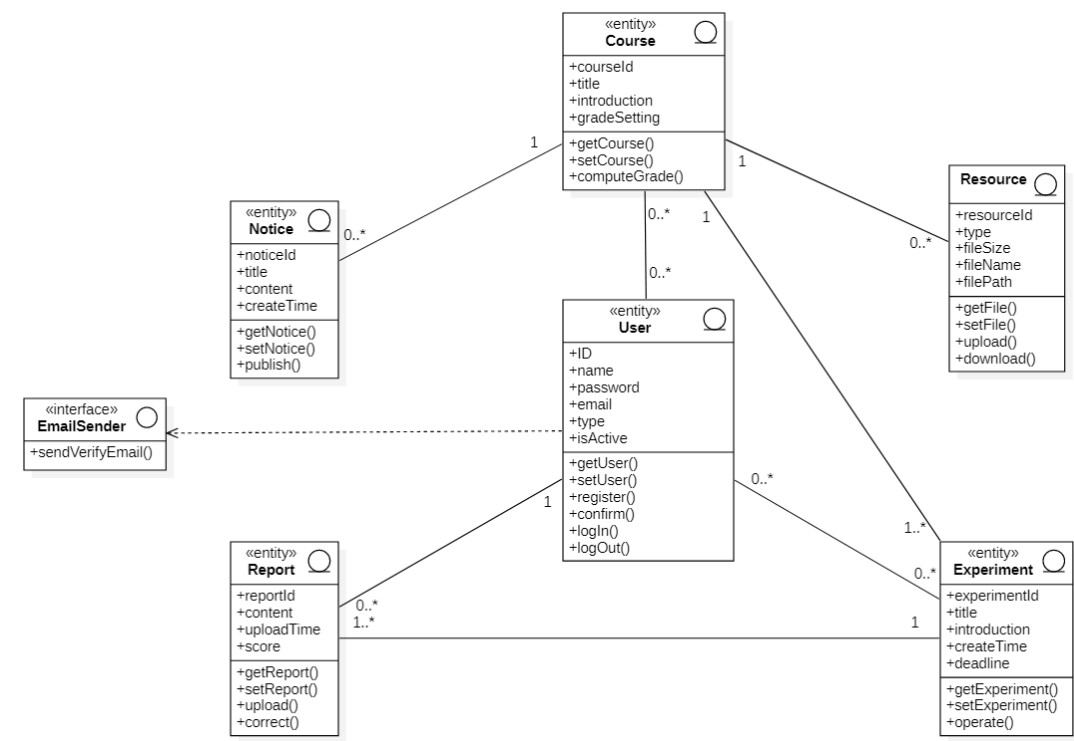 «entity»
Course
+courseId
+title
+introduction
+gradeSetting
+getCourse()
+setCourse()
+computeGrade()
1
0..*
1
0..*
0..*
0..*
1
1..*
«entity»
Notice
+noticeId
+title
+content
+createTime
+getNotice()
+setNotice()
+publish()
Resource
+resourceId
+type
+fileSize
+fileName
+filePath
+getFile()
+setFile()
+upload()
+download()
«entity»
User
+ID
+name
+password
+email
+type
+isActive
+getUser()
+setUser()
+register()
+confirm()
+logIn()
+logOut()
«interface»
EmailSender
+sendVerifyEmail()
1
0..*
0..*
0..*
1..*
1
«entity»
Report
+reportId
+content
+uploadTime
+score
+getReport()
+setReport()
+upload()
+correct()
«entity»
Experiment
+experimentId
+title
+introduction
+createTime
+deadline
+getExperiment()
+setExperiment()
+operate()